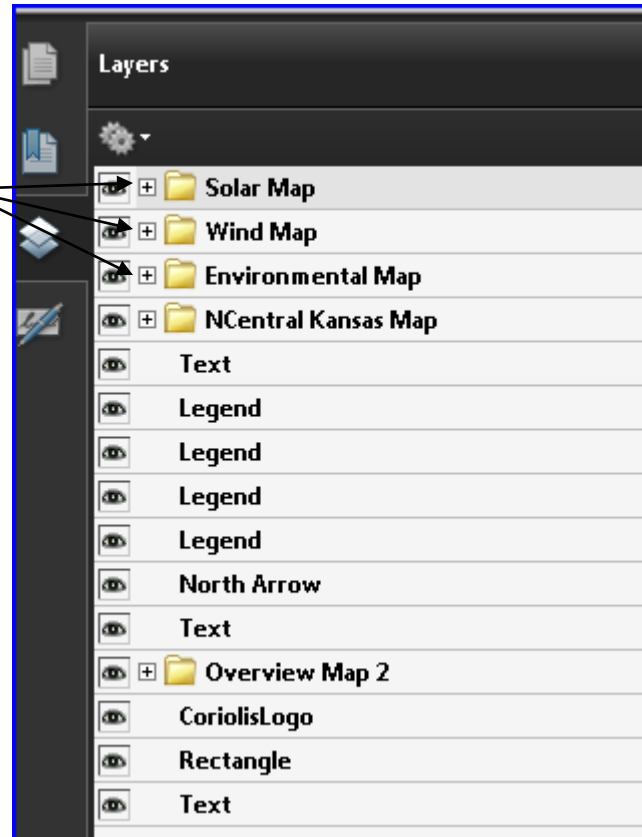 Layers
Solar Map
Wind Map
Environmental Map
NCentral Kansas Map
Text
Legend
Legend
Legend
Legend
North Arrow
Text
Overview Map 2
CoriolisLogo
Rectangle
Text